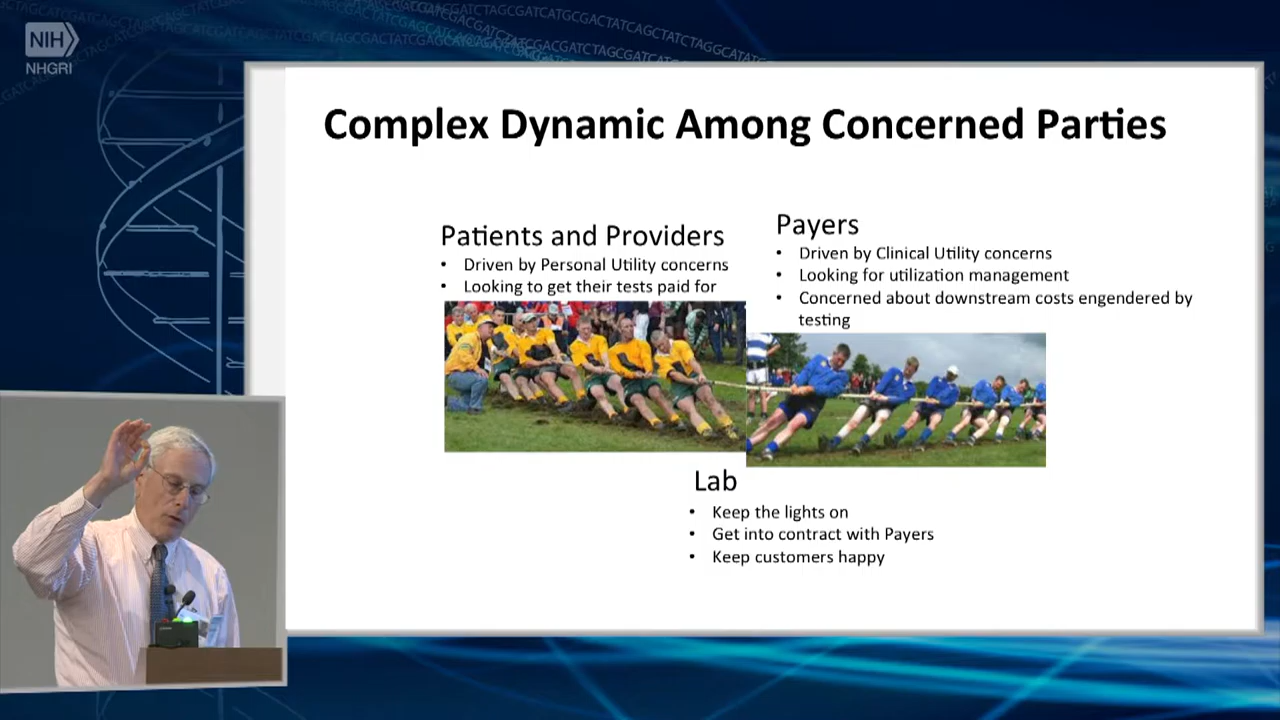 NIH
NHGRI
Complex Dynamic Among Concerned Parties
Patients and Providers
• Driven by Personal Utility concerns
• Looking to get their tests paid for
Payers
• Driven by Clinical Utility concerns
• Looking for utilization management
• Concerned about downstream costs engendered by
testing
Lab
• Keep the lights on
• Get into contract with Payers
• Keep customers happy